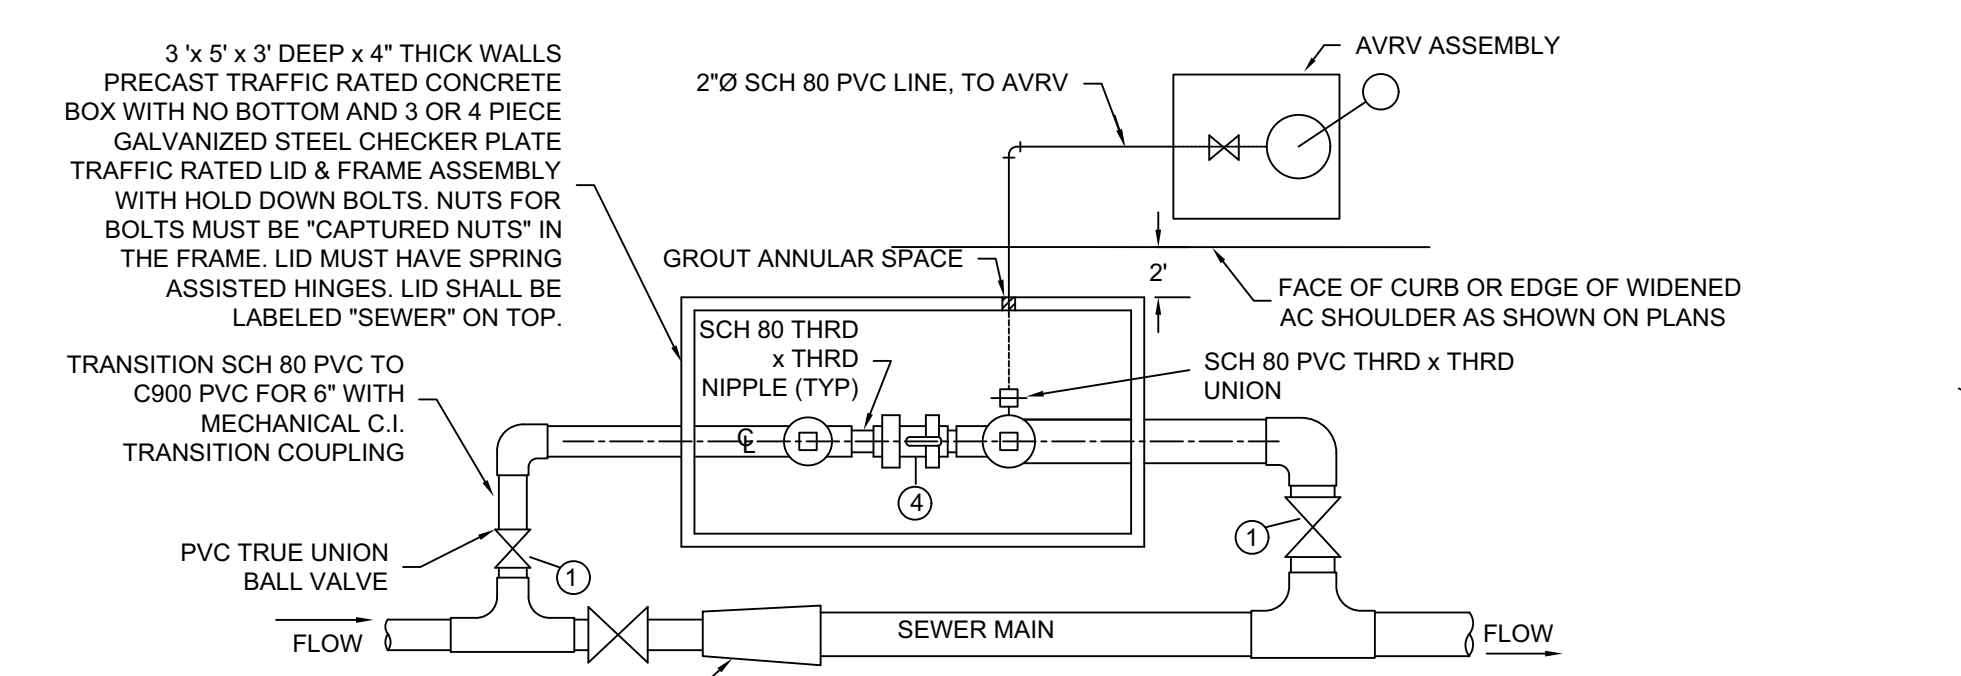 3 'x 5' x 3' DEEP x 4" THICK WALLS
PRECAST TRAFFIC RATED CONCRETE
BOX WITH NO BOTTOM AND 3 OR 4 PIECE
GALVANIZED STEEL CHECKER PLATE
TRAFFIC RATED LID & FRAME ASSEMBLY
WITH HOLD DOWN BOLTS. NUTS FOR
BOLTS MUST BE "CAPTURED NUTS" IN
THE FRAME. LID MUST HAVE SPRING
ASSISTED HINGES. LID SHALL BE
LABELED "SEWER" ON TOP.
2"Ø SCH 80 PVC LINE, TO AVRV
AVRV ASSEMBLY
GROUT ANNULAR SPACE
2'
FACE OF CURB OR EDGE OF WIDENED
AC SHOULDER AS SHOWN ON PLANS
SCH 80 THRD
x THRD
NIPPLE (TYP)
SCH 80 PVC THRD x THRD
UNION
TRANSITION SCH 80 PVC TO
C900 PVC FOR 6" WITH
MECHANICAL C.I.
TRANSITION COUPLING
℄
4
1
PVC TRUE UNION
BALL VALVE
1
FLOW
SEWER MAIN
FLOW